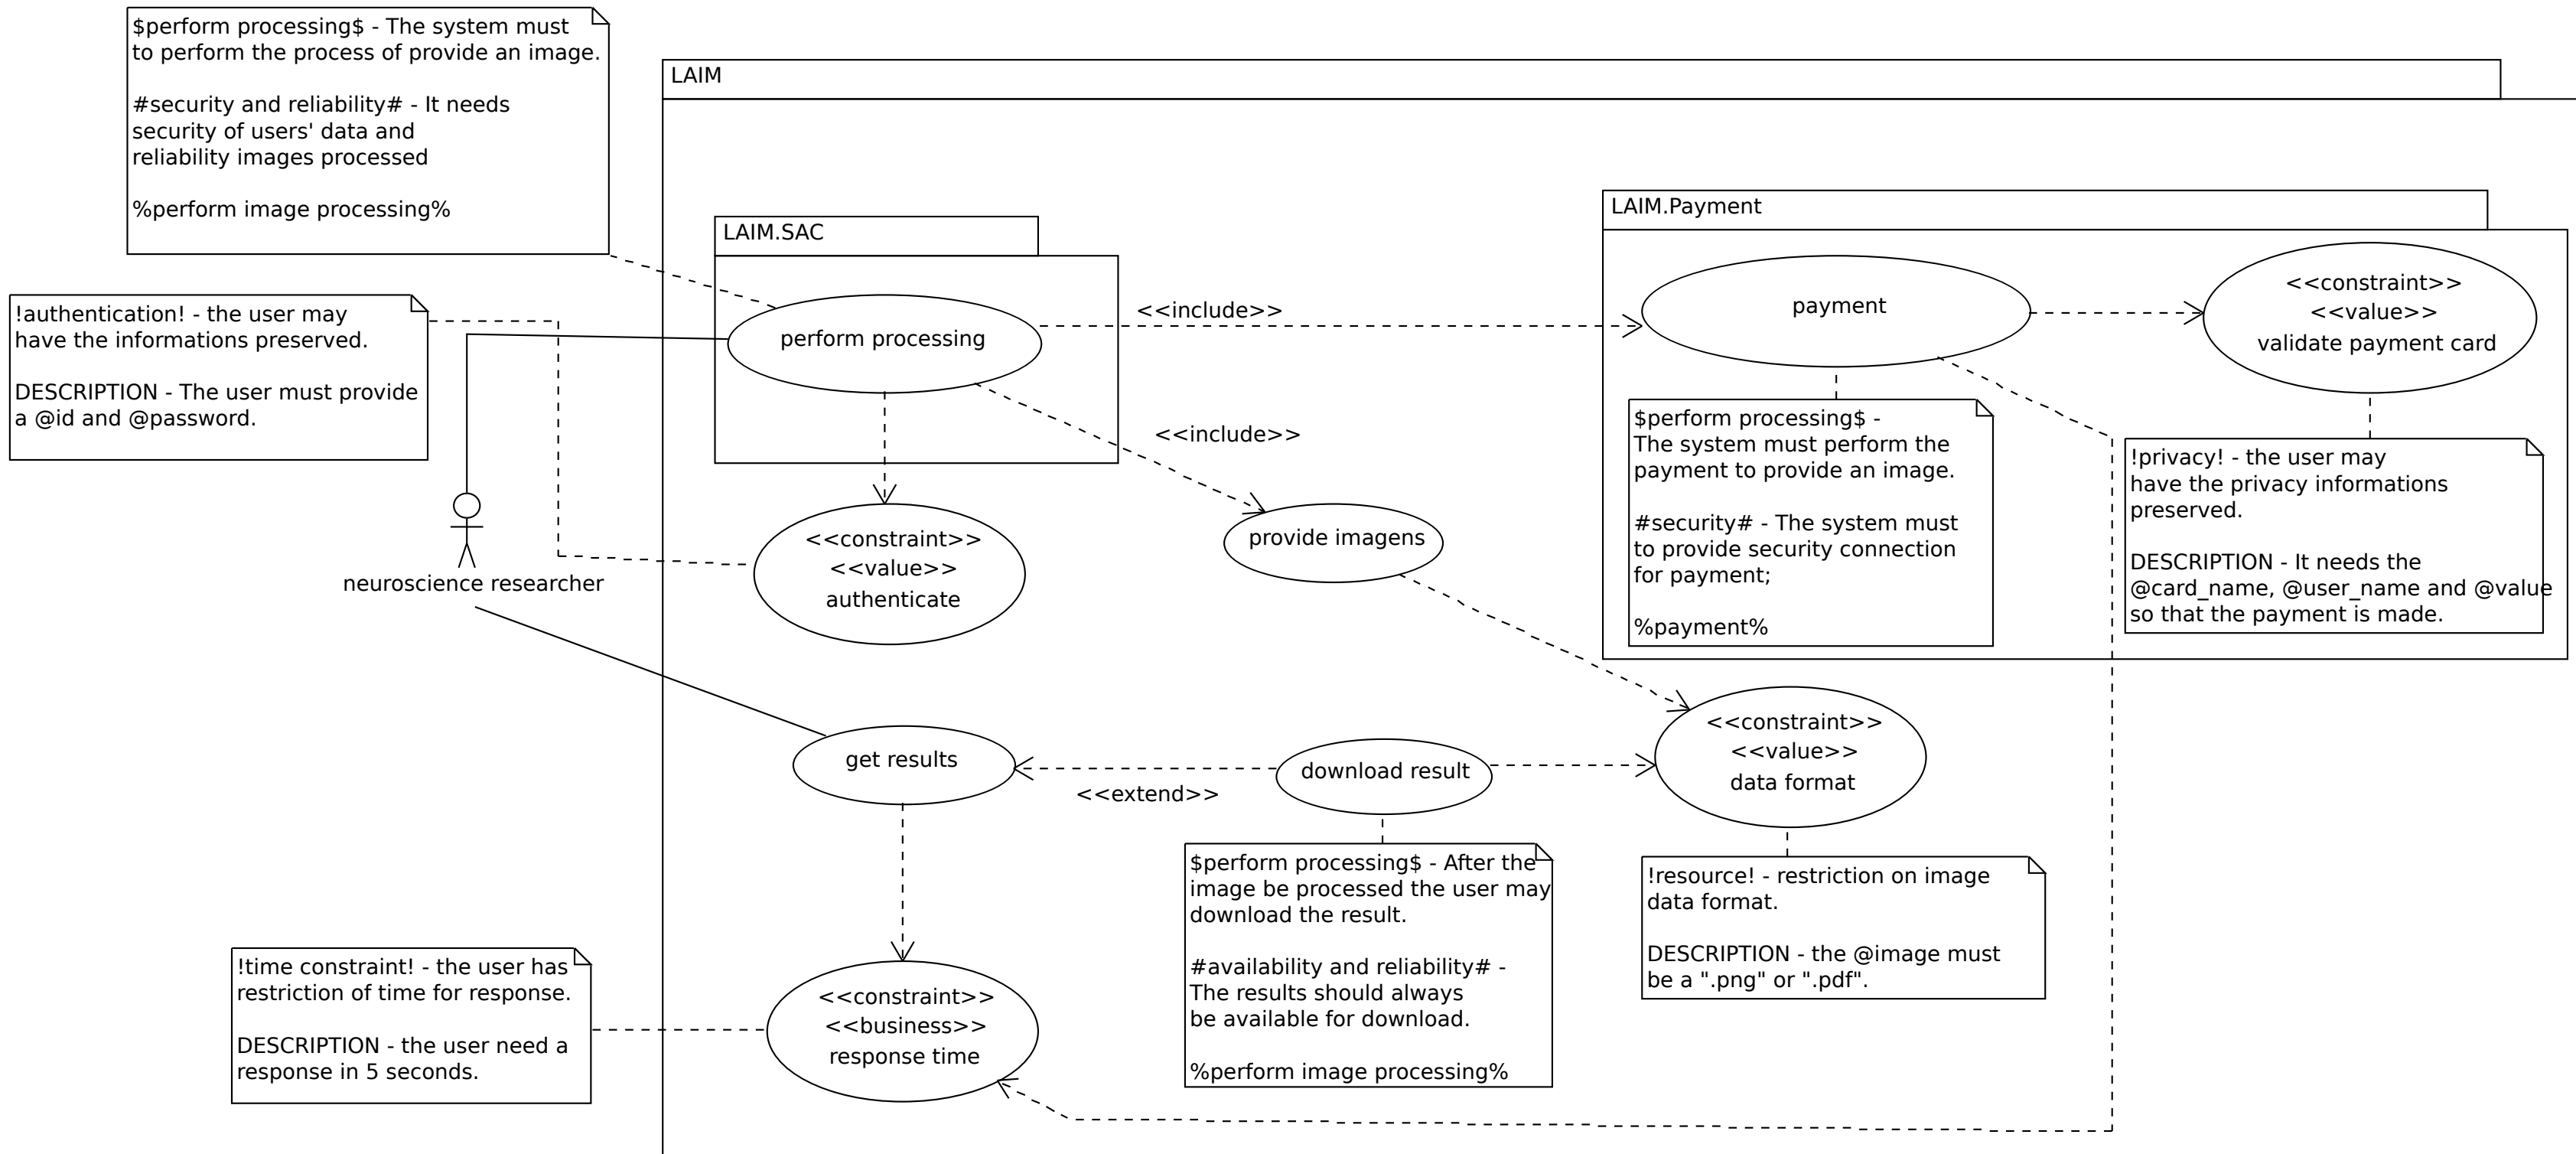 $perform processing$ - The system must
to perform the process of provide an image.
#security and reliability# - It needs
security of users' data and
reliability images processed
%perform image processing%
LAIM
LAIM.SAC
LAIM.Payment
!authentication! - the user may
have the informations preserved.
DESCRIPTION - The user must provide
a @id and @password.
perform processing
<<include>>
payment
<<constraint>>
<<value>>
validate payment card
<<include>>
$perform processing$ -
The system must perform the
payment to provide an image.
#security# - The system must
to provide security connection
for payment;
%payment%
!privacy! - the user may
have the privacy informations
preserved.
DESCRIPTION - It needs the
@card_name, @user_name and @value
so that the payment is made.
neuroscience researcher
<<constraint>>
<<value>>
authenticate
provide imagens
get results
<<extend>>
download result
<<constraint>>
<<value>>
data format
!time constraint! - the user has
restriction of time for response.
DESCRIPTION - the user need a
response in 5 seconds.
<<constraint>>
<<business>>
response time
$perform processing$ - After the
image be processed the user may
download the result.
#availability and reliability# -
The results should always
be available for download.
%perform image processing%
!resource! - restriction on image
data format.
DESCRIPTION - the @image must
be a ".png" or ".pdf".